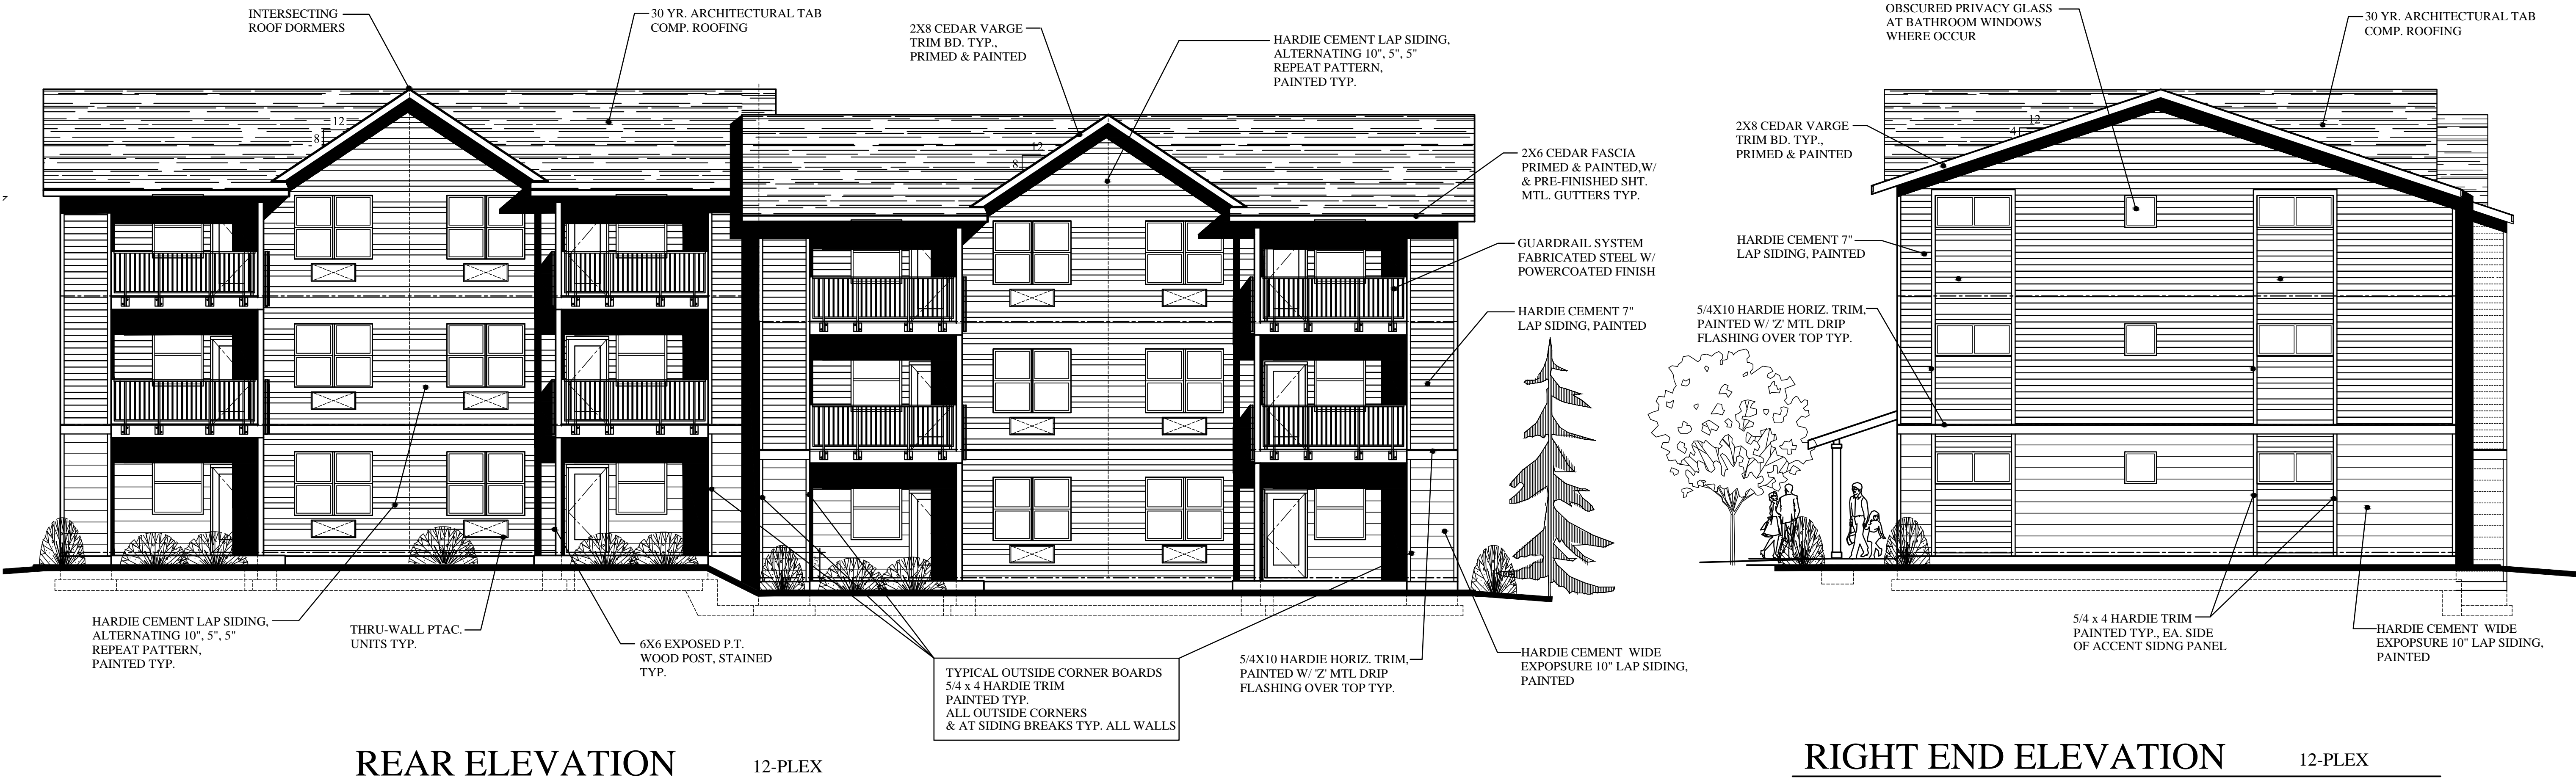 INTERSECTING
ROOF DORMERS
30 YR. ARCHITECTURAL TAB
COMP. ROOFING
2X8 CEDAR VARGE
TRIM BD. TYP.,
PRIMED & PAINTED
HARDIE CEMENT LAP SIDING,
ALTERNATING 10", 5", 5"
REPEAT PATTERN,
PAINTED TYP.
12
8
12
8
2X6 CEDAR FASCIA
PRIMED & PAINTED,W/
& PRE-FINISHED SHT.
MTL. GUTTERS TYP.
GUARDRAIL SYSTEM
FABRICATED STEEL W/
POWERCOATED FINISH
HARDIE CEMENT 7"
LAP SIDING, PAINTED
HARDIE CEMENT LAP SIDING,
ALTERNATING 10", 5", 5"
REPEAT PATTERN,
PAINTED TYP.
THRU-WALL PTAC.
UNITS TYP.
6X6 EXPOSED P.T.
WOOD POST, STAINED
TYP.
TYPICAL OUTSIDE CORNER BOARDS
5/4 x 4 HARDIE TRIM
PAINTED TYP.
ALL OUTSIDE CORNERS
& AT SIDING BREAKS TYP. ALL WALLS
5/4X10 HARDIE HORIZ. TRIM,
PAINTED W/ 'Z' MTL DRIP
FLASHING OVER TOP TYP.
HARDIE CEMENT WIDE
EXPOPSURE 10" LAP SIDING,
PAINTED
REAR ELEVATION
12-PLEX
OBSCURED PRIVACY GLASS
AT BATHROOM WINDOWS
WHERE OCCUR
30 YR. ARCHITECTURAL TAB
COMP. ROOFING
2X8 CEDAR VARGE
TRIM BD. TYP.,
PRIMED & PAINTED
12
4
HARDIE CEMENT 7"
LAP SIDING, PAINTED
5/4X10 HARDIE HORIZ. TRIM,
PAINTED W/ 'Z' MTL DRIP
FLASHING OVER TOP TYP.
5/4 x 4 HARDIE TRIM
PAINTED TYP., EA. SIDE
OF ACCENT SIDNG PANEL
HARDIE CEMENT WIDE
EXPOPSURE 10" LAP SIDING,
PAINTED
RIGHT END ELEVATION
12-PLEX